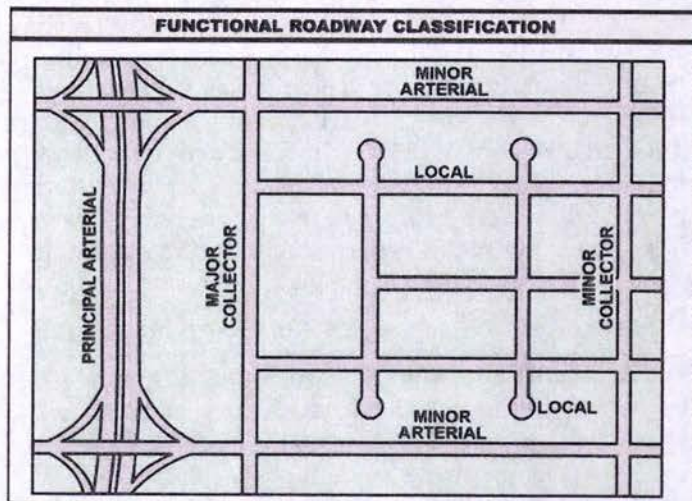 FUNCTIONAL ROADWAY CLASSIFICATION
MINOR
ARTERIAL
LOCAL
PRINCIPAL ARTERIAL
MAJOR
COLLECTOR
MINOR
COLLECTOR
LOCAL
MINOR
ARTERIAL